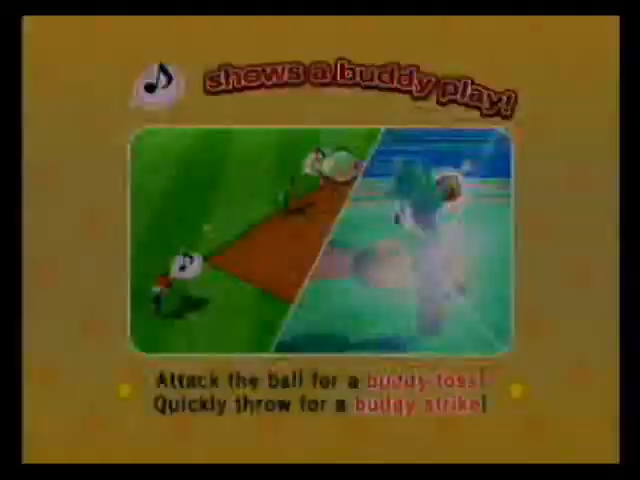 ♪ shows a buddy play!
Attack the ball for a buddy toss!
Quickly throw for a buddy strike!